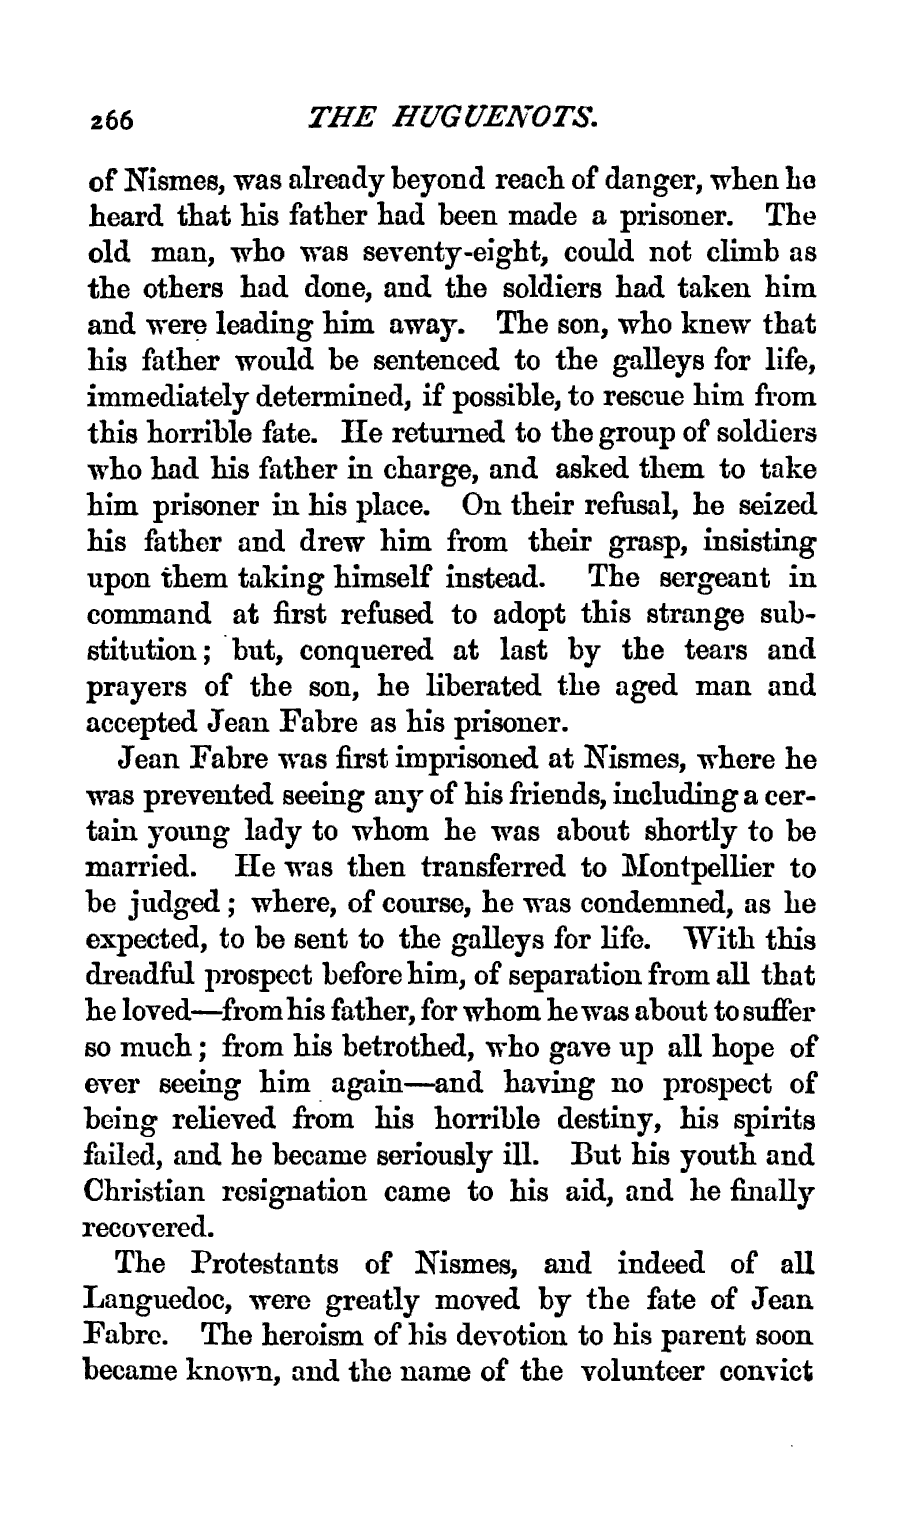 266 THE HUGUENOTS.
of Nismes, was already beyond reach of danger, when he
heard that his father had been made a prisoner. The
old man, who was seventy-eight, could not climb as
the others had done, and the soldiers had taken him
and were leading him away. The son, who knew that
his father would be sentenced to the galleys for life,
immediately determined, if possible, to rescue him from
this horrible fate. He returned to the group of soldiers
who had his father in charge, and asked them to take
him prisoner in his place. On their refusal, he seized
his father and drew him from their grasp, insisting
upon them taking himself instead. The sergeant in
command at first refused to adopt this strange sub-
stitution; but, conquered at last by the tears and
prayers of the son, he liberated the aged man and
accepted Jean Fabre as his prisoner.
Jean Fabre was first imprisoned at Nismes, where he
was prevented seeing any of his friends, including a cer-
tain young lady to whom he was about shortly to be
married. He was then transferred to Montpellier to
be judged; where, of course, he was condemned, as he
expected, to be sent to the galleys for life. With this
dreadful prospect before him, of separation from all that
he loved—from his father, for whom he was about to suffer
so much; from his betrothed, who gave up all hope of
ever seeing him again—and having no prospect of
being relieved from his horrible destiny, his spirits
failed, and he became seriously ill. But his youth and
Christian resignation came to his aid, and he finally
recovered.
The Protestants of Nismes, and indeed of all
Languedoc, were greatly moved by the fate of Jean
Fabre. The heroism of his devotion to his parent soon
became known, and the name of the volunteer convict